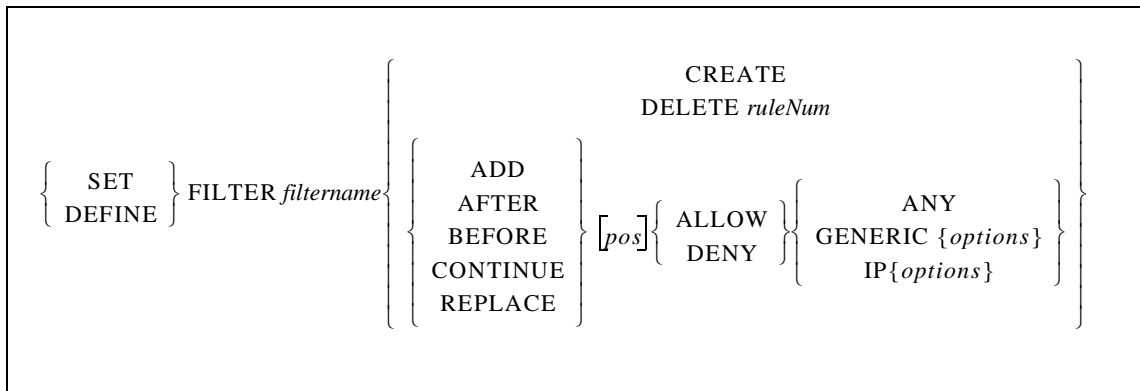 CREATE
DELETE ruleNum
{ SET
DEFINE } FILTER filtername
{ ADD
AFTER
BEFORE
CONTINUE
REPLACE } [pos] { ALLOW
DENY } { ANY
GENERIC {options}
IP{options} }